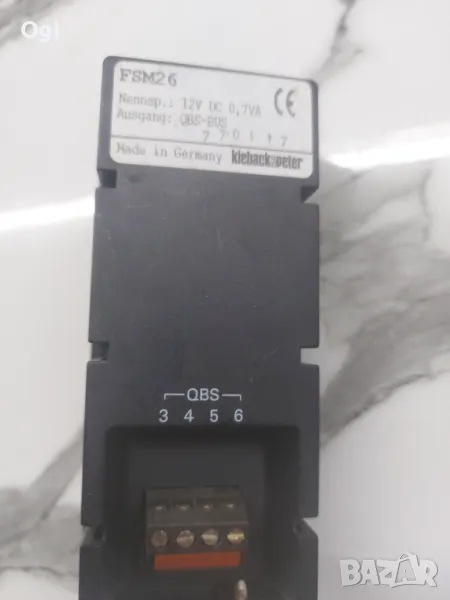 Ogi
FSM26
Nennsp.: 12V DC 0,7VA
Ausgang: QBS-BUS
CE
Made in Germany kieback&peter
QBS
3 4 5 6
BAZAR